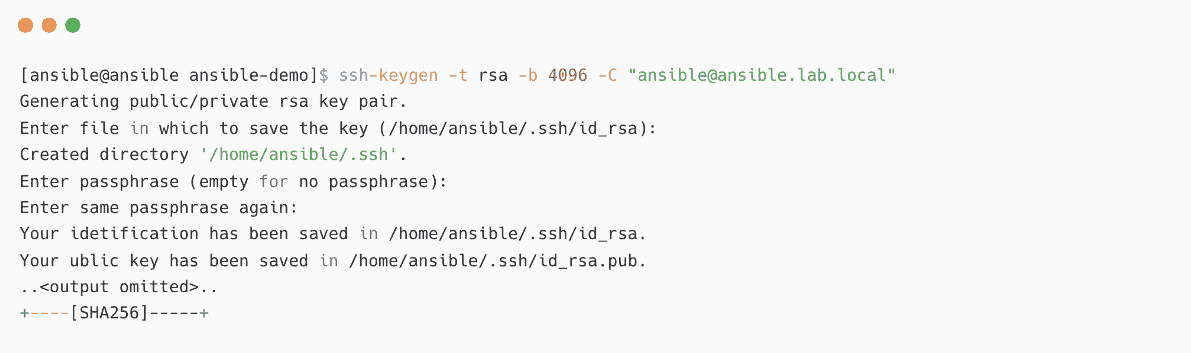 [ansible@ansible ansible-demo]$ ssh-keygen -t rsa -b 4096 -C "ansible@ansible.lab.local"
Generating public/private rsa key pair.
Enter file in which to save the key (/home/ansible/.ssh/id_rsa):
Created directory '/home/ansible/.ssh'.
Enter passphrase (empty for no passphrase):
Enter same passphrase again:
Your idetification has been saved in /home/ansible/.ssh/id_rsa.
Your ublic key has been saved in /home/ansible/.ssh/id_rsa.pub.
..<output omitted>..
+----[SHA256]-----+